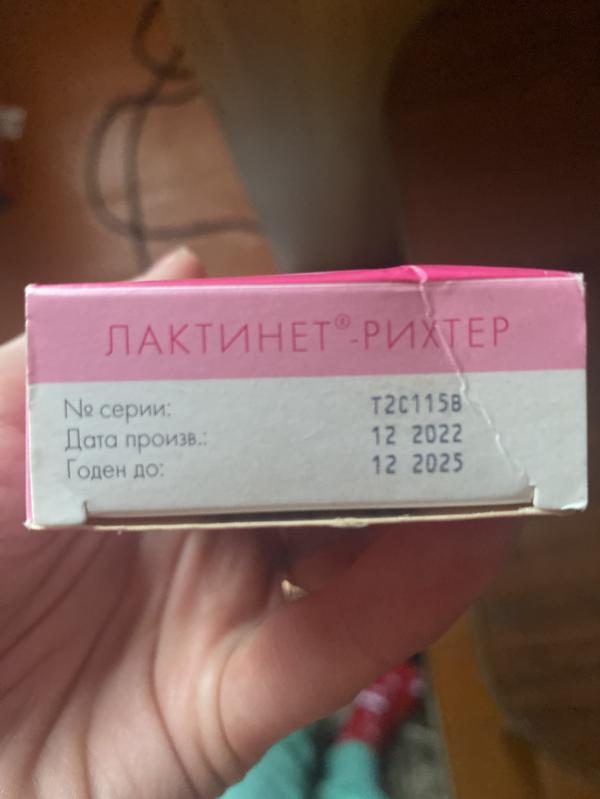 ЛАКТИНЕТ®-РИХТЕР
№ серии: T2C115B
Дата произв.: 12 2022
Годен до: 12 2025